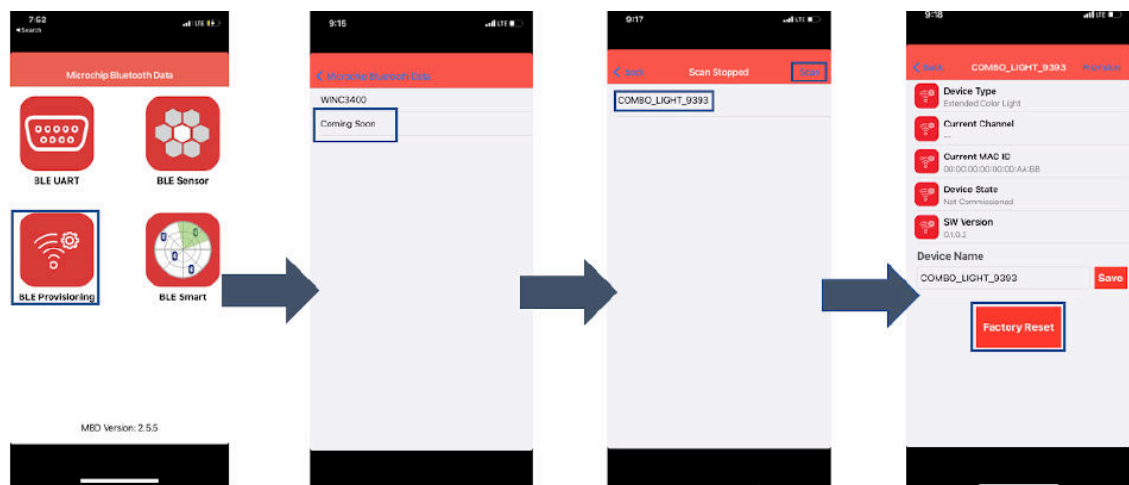 7:52
Search
LTE
Microchip Bluetooth Data
BLE UART
BLE Sensor
BLE Provisioning
BLE Smart
MBD Version: 2.5.5
9:15
LTE
Microchip Bluetooth Data
WINC3400
Coming Soon
9:17
LTE
Back
Scan Stopped
Scan
COMBO_LIGHT_9393
9:18
LTE
Back
COMBO_LIGHT_9393
Provision
Device Type
Extended Color Light
Current Channel
--
Current MAC ID
00:00:00:00:00:00:AA:BB
Device State
Not Commissioned
SW Version
0.1.0.2
Device Name
COMBO_LIGHT_9393
Save
Factory Reset